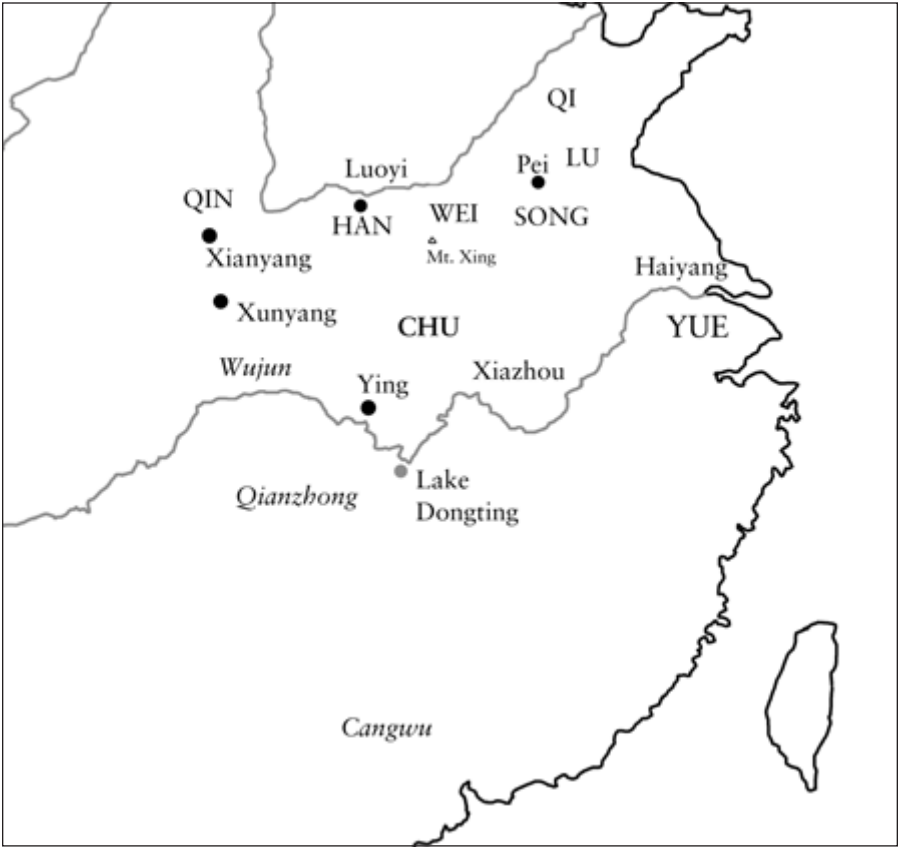 QI
Pei
LU
Luoyi
QIN
HAN
WEI
SONG
Mt. Xing
Xianyang
Haiyang
Xunyang
CHU
YUE
Wujun
Ying
Xiazhou
Qianzhong
Lake
Dongting
Cangwu